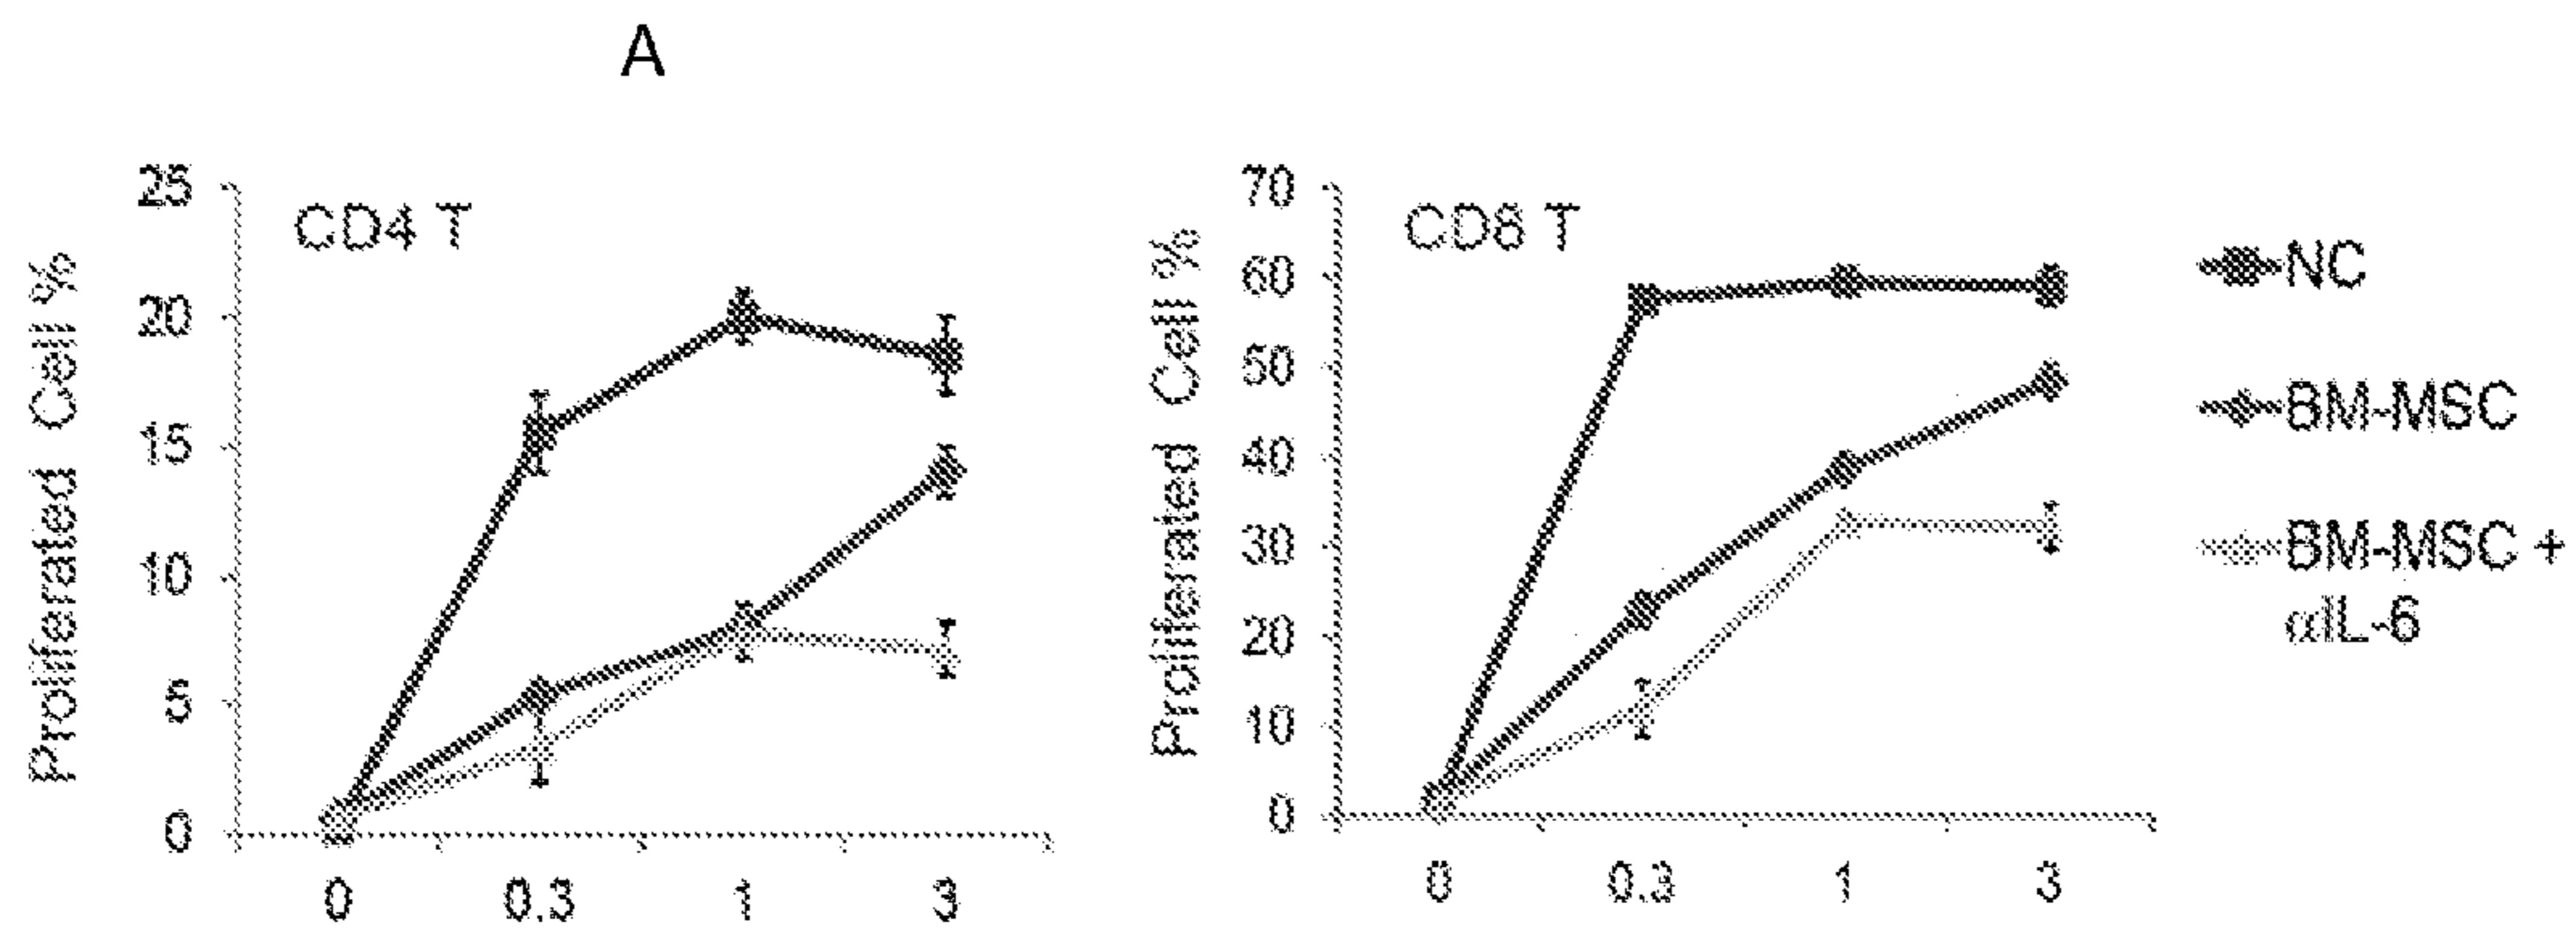 A
25
20
15
10
5
0
Proliferated Cell %
CD4 T
0 0.3 1 3
70
60
50
40
30
20
10
0
Proliferated Cell %
CD8 T
0 0.3 1 3
NC
BM-MSC
BM-MSC +
αIL-6